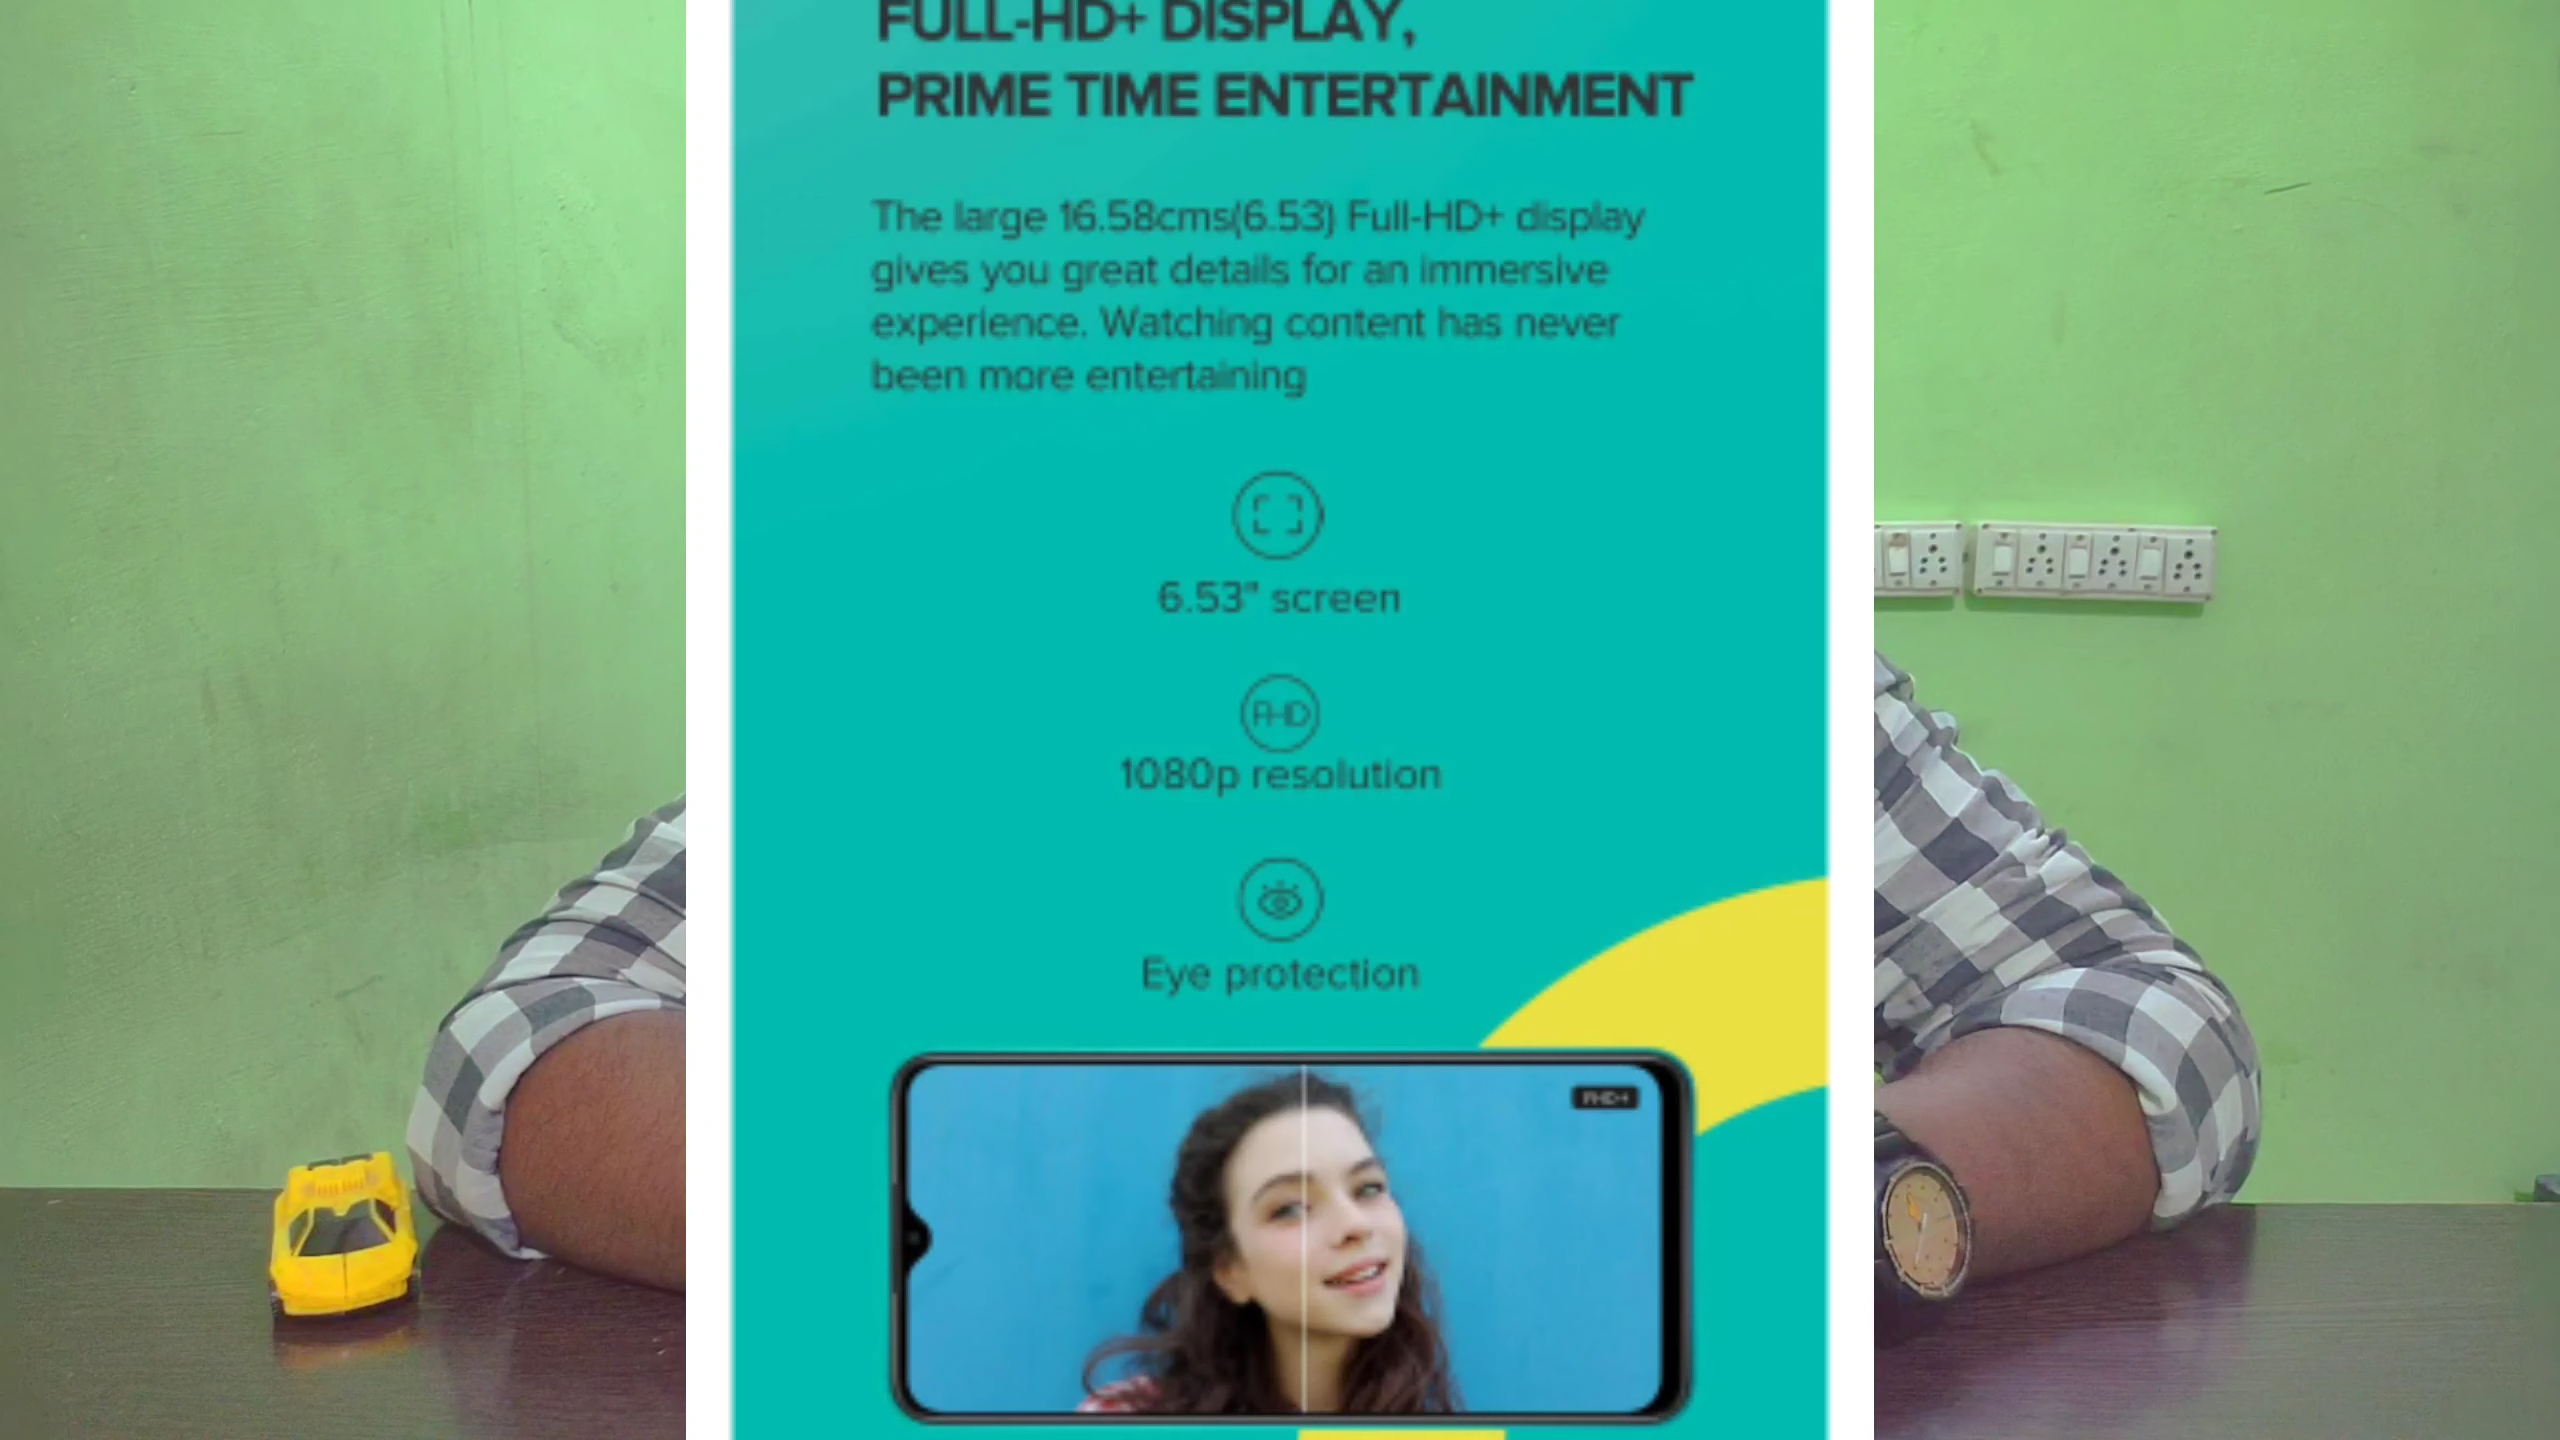 FULL-HD+ DISPLAY,
PRIME TIME ENTERTAINMENT
The large 16.58cms(6.53) Full-HD+ display
gives you great details for an immersive
experience. Watching content has never
been more entertaining
6.53" screen
FHD
1080p resolution
Eye protection
FHD+